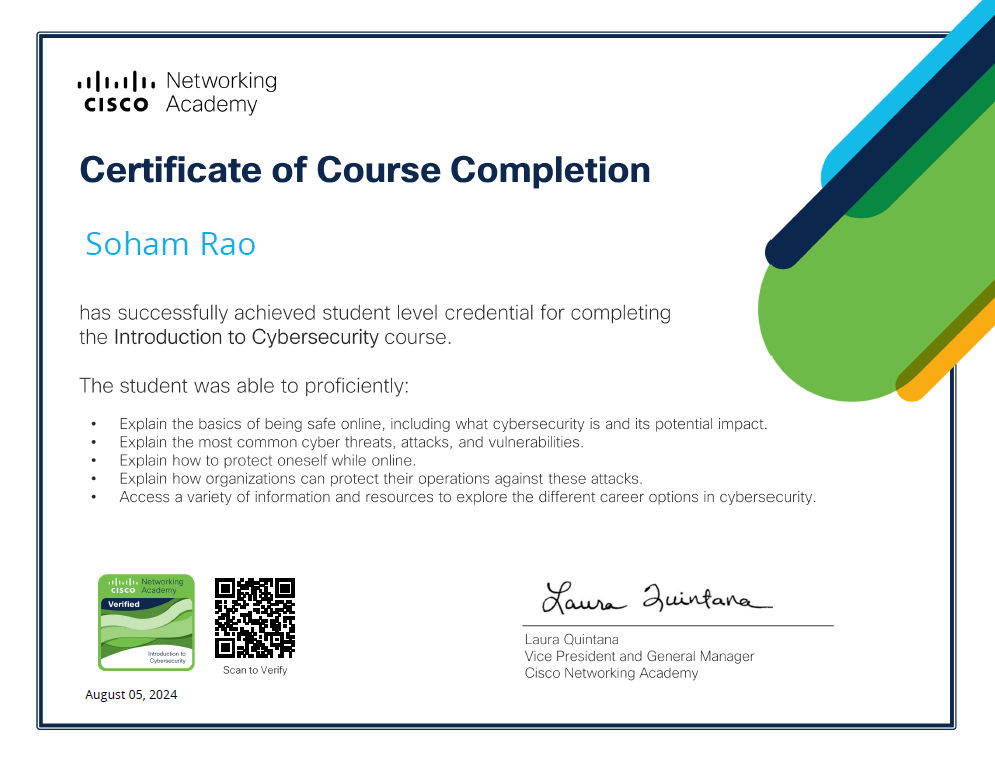 Networking
CISCO Academy
Certificate of Course Completion
Soham Rao
has successfully achieved student level credential for completing
the Introduction to Cybersecurity course.
The student was able to proficiently:
• Explain the basics of being safe online, including what cybersecurity is and its potential impact.
• Explain the most common cyber threats, attacks, and vulnerabilities.
• Explain how to protect oneself while online.
• Explain how organizations can protect their operations against these attacks.
• Access a variety of information and resources to explore the different career options in cybersecurity.
Networking
CISCO Academy
Verified
Introduction to
Cybersecurity
Scan to Verify
August 05, 2024
Laura Quintana
Laura Quintana
Vice President and General Manager
Cisco Networking Academy